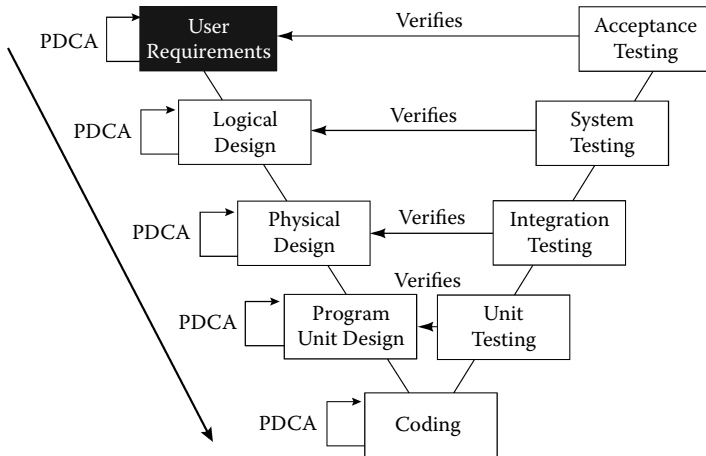 PDCA
User
Requirements
Verifies
Acceptance
Testing
PDCA
Logical
Design
Verifies
System
Testing
PDCA
Physical
Design
Verifies
Integration
Testing
PDCA
Program
Unit Design
Verifies
Unit
Testing
PDCA
Coding